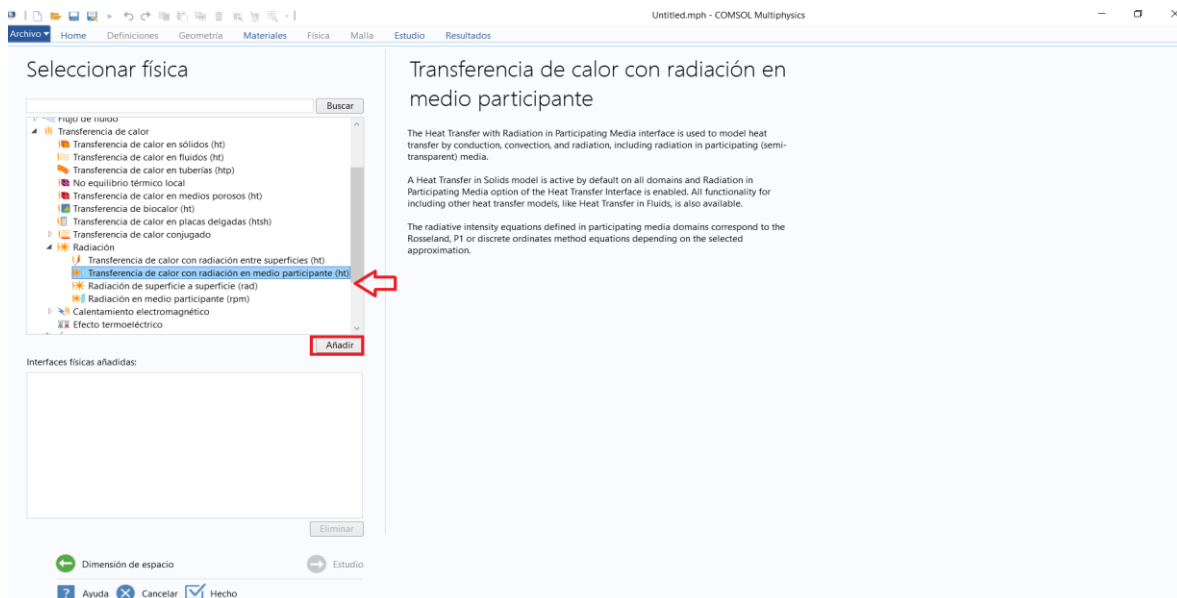 Untitled.mph - COMSOL Multiphysics
Archivo Home Definiciones Geometría Materiales Física Malla Estudio Resultados
Seleccionar física
Buscar
Flujo de fluido
Transferencia de calor
Transferencia de calor en sólidos (ht)
Transferencia de calor en fluidos (ht)
Transferencia de calor en tuberías (htp)
No equilibrio térmico local
Transferencia de calor en medios porosos (ht)
Transferencia de biocalor (ht)
Transferencia de calor en placas delgadas (htsh)
Transferencia de calor conjugado
Radiación
Transferencia de calor con radiación entre superficies (ht)
Transferencia de calor con radiación en medio participante (ht)
Radiación de superficie a superficie (rad)
Radiación en medio participante (rpm)
Calentamiento electromagnético
Efecto termoeléctrico
Añadir
Interfaces físicas añadidas:
Eliminar
Dimensión de espacio
Estudio
Ayuda Cancelar Hecho
Transferencia de calor con radiación en
medio participante
The Heat Transfer with Radiation in Participating Media interface is used to model heat
transfer by conduction, convection, and radiation, including radiation in participating (semi-
transparent) media.
A Heat Transfer in Solids model is active by default on all domains and Radiation in
Participating Media option of the Heat Transfer Interface is enabled. All functionality for
including other heat transfer models, like Heat Transfer in Fluids, is also available.
The radiative intensity equations defined in participating media domains correspond to the
Rosseland, P1 or discrete ordinates method equations depending on the selected
approximation.